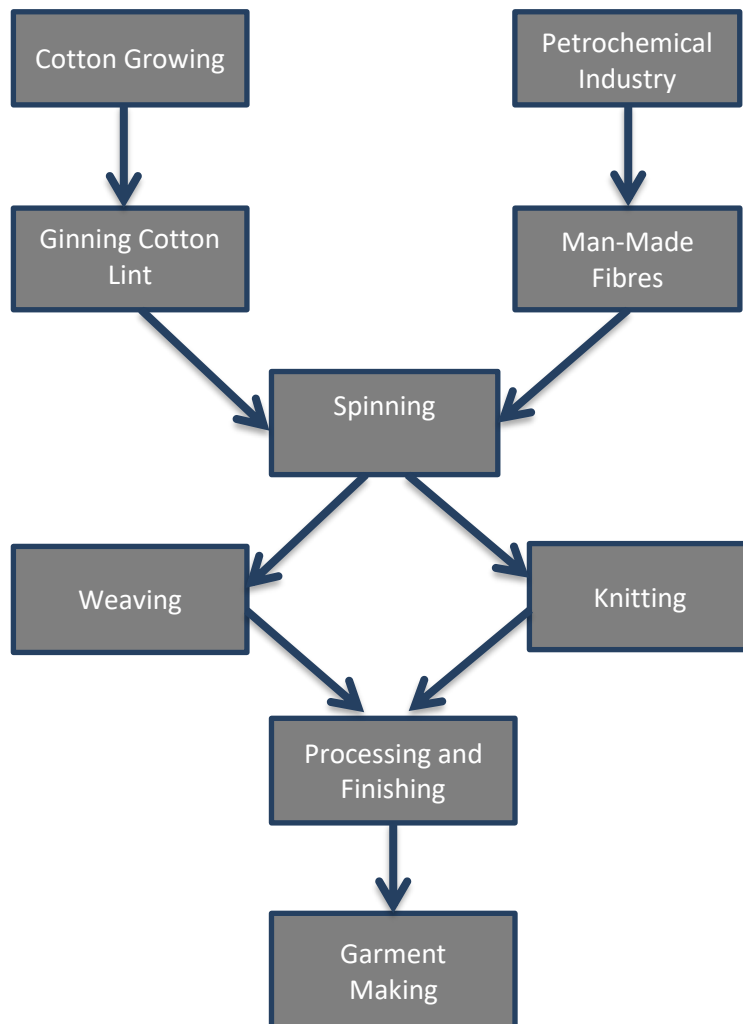 Cotton Growing
Petrochemical
Industry
Ginning Cotton
Lint
Man-Made
Fibres
Spinning
Weaving
Knitting
Processing and
Finishing
Garment
Making